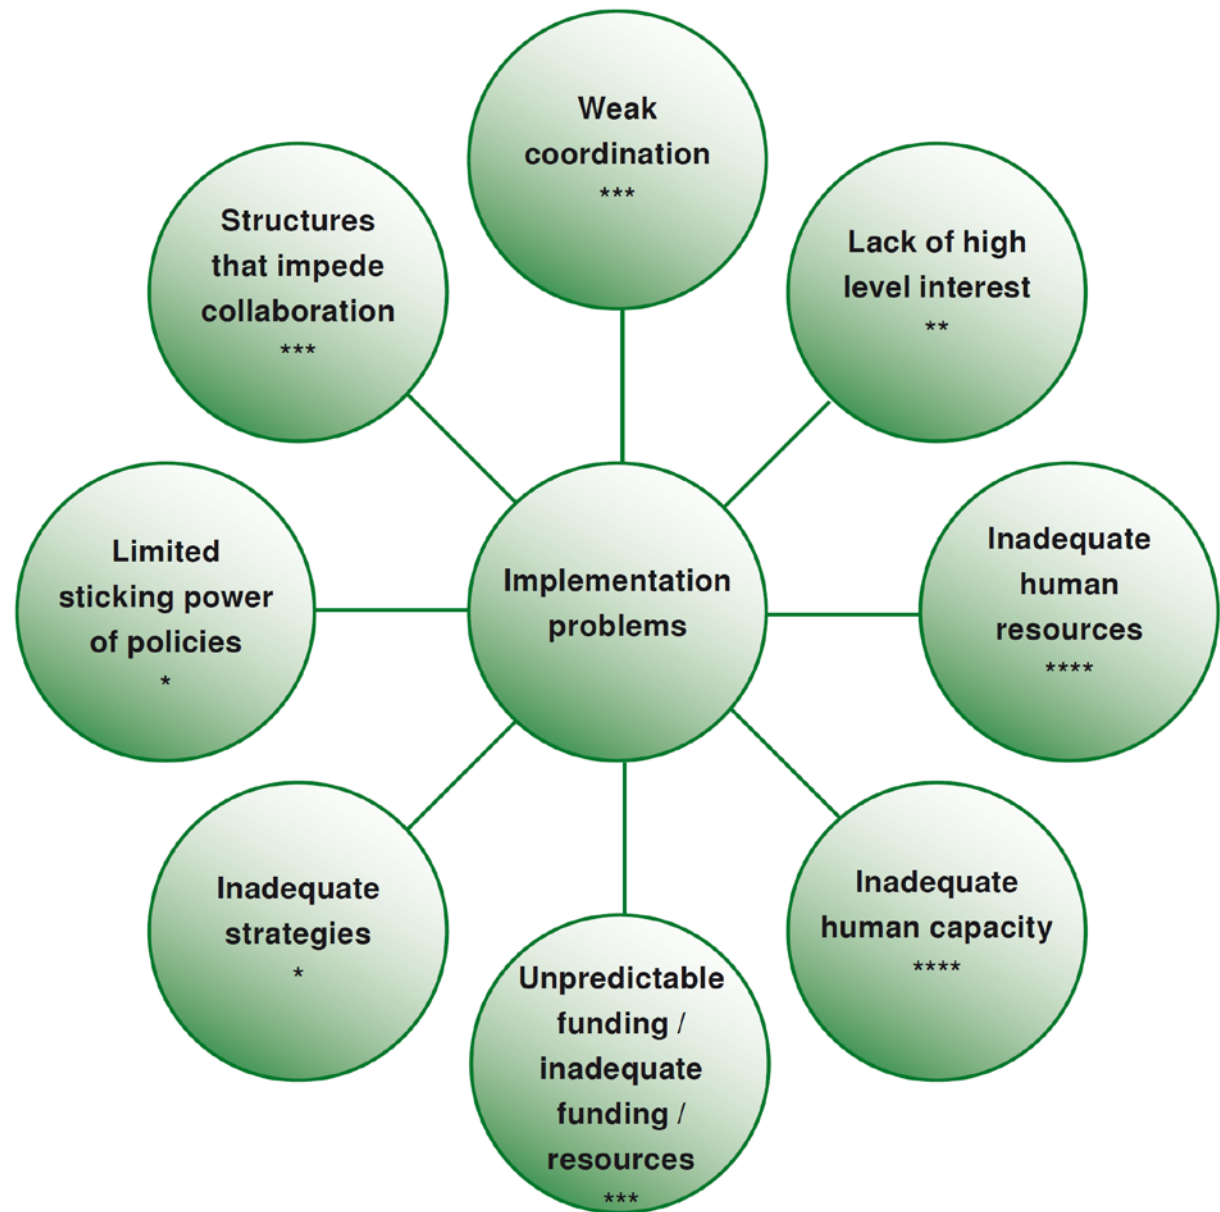 Weak
coordination
***
Lack of high
level interest
**
Inadequate
human
resources
****
Inadequate
human capacity
****
Unpredictable
funding /
inadequate
funding /
resources
***
Inadequate
strategies
*
Limited
sticking power
of policies
*
Structures
that impede
collaboration
***
Implementation
problems